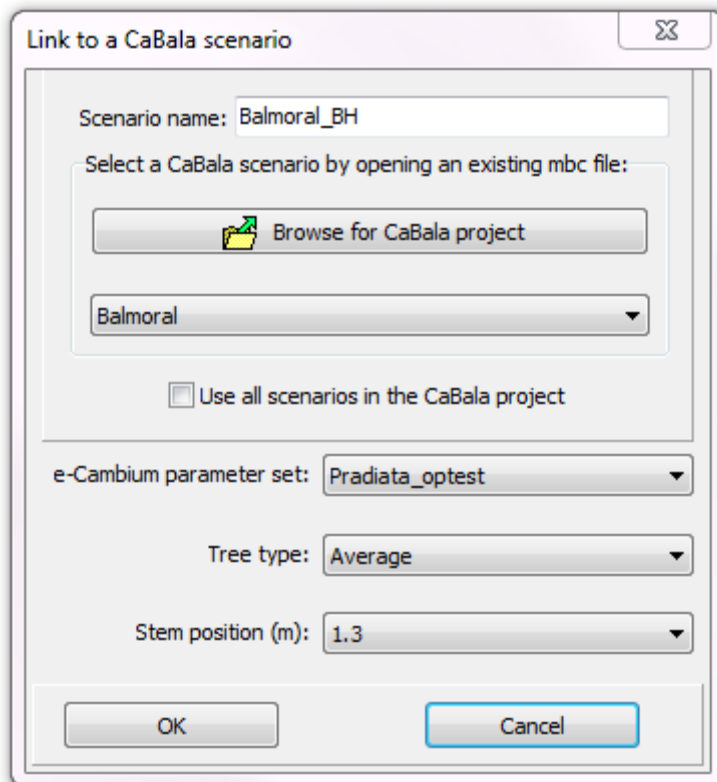 Link to a CaBala scenario
Scenario name: Balmoral_BH
Select a CaBala scenario by opening an existing mbc file:
Browse for CaBala project
Balmoral
Use all scenarios in the CaBala project
e-Cambium parameter set: Pradiata_optest
Tree type: Average
Stem position (m): 1.3
OK Cancel